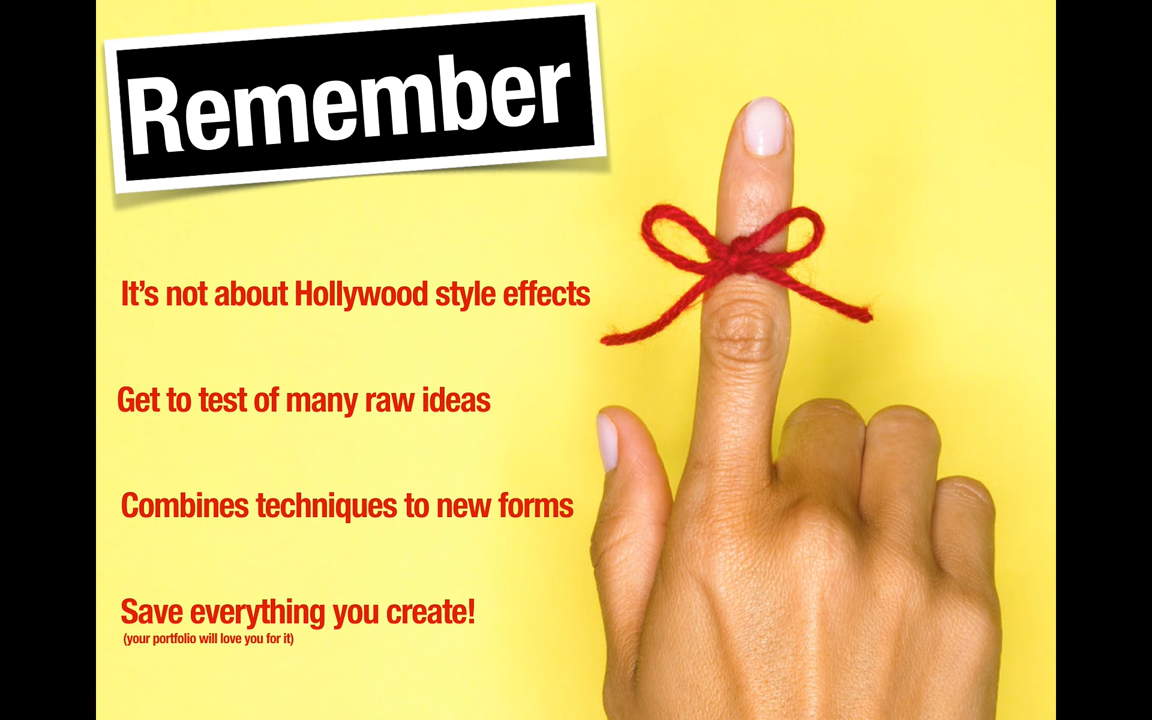 Remember
It's not about Hollywood style effects
Get to test of many raw ideas
Combines techniques to new forms
Save everything you create!
(your portfolio will love you for it)